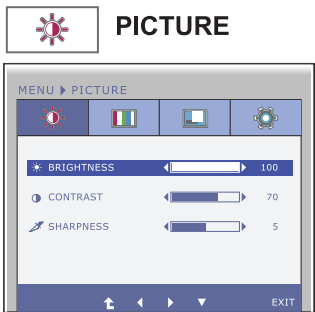 PICTURE
MENU PICTURE
BRIGHTNESS 100
CONTRAST 70
SHARPNESS 5
EXIT